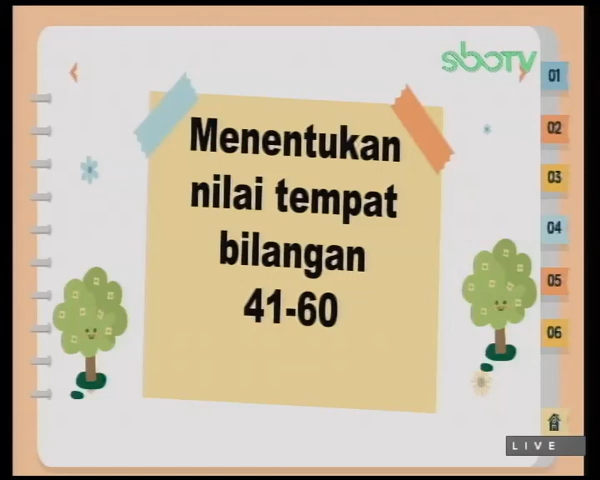 sbotv
Menentukan
nilai tempat
bilangan
41-60
01
02
03
04
05
06
LIVE